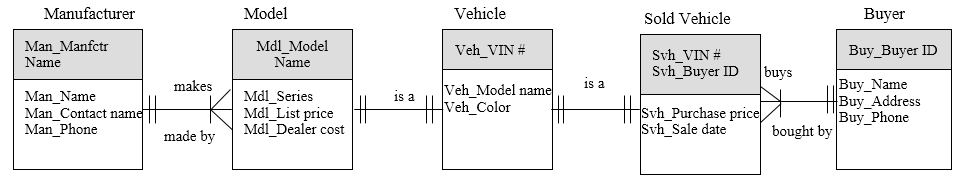 Manufacturer
Model
Vehicle
Sold Vehicle
Buyer
Man_Manfctr
Name
Man_Name
Man_Contact name
Man_Phone
makes
made by
Mdl_Model
Name
Mdl_Series
Mdl_List price
Mdl_Dealer cost
is a
Veh_VIN #
Veh_Model name
Veh_Color
is a
Svh_VIN #
Svh_Buyer ID
Svh_Purchase price
Svh_Sale date
buys
bought by
Buy_Buyer ID
Buy_Name
Buy_Address
Buy_Phone